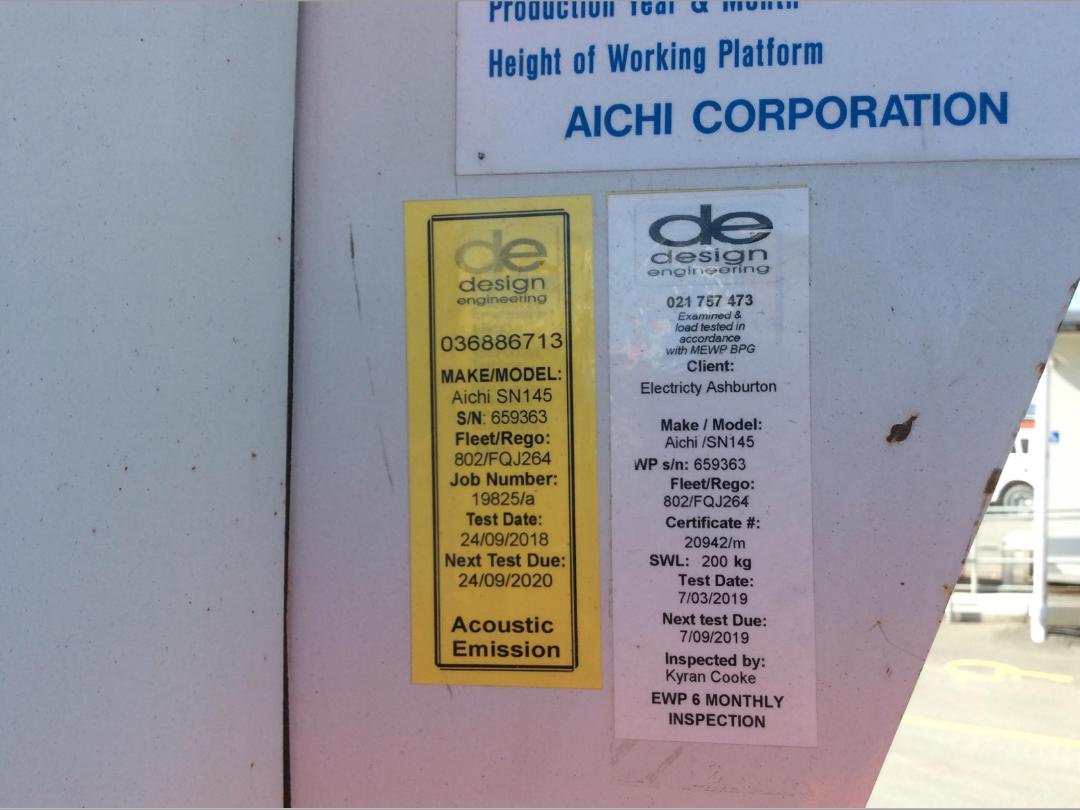 Production Year & Month
Height of Working Platform
AICHI CORPORATION
de
design
engineering
036886713
MAKE/MODEL:
Aichi SN145
S/N: 659363
Fleet/Rego:
802/FQJ264
Job Number:
19825/a
Test Date:
24/09/2018
Next Test Due:
24/09/2020
Acoustic
Emission
de
design
engineering
021 757 473
Examined &
load tested in
accordance
with MEWP BPG
Client:
Electricty Ashburton
Make / Model:
Aichi /SN145
WP s/n: 659363
Fleet/Rego:
802/FQJ264
Certificate #:
20942/m
SWL: 200 kg
Test Date:
7/03/2019
Next test Due:
7/09/2019
Inspected by:
Kyran Cooke
EWP 6 MONTHLY
INSPECTION